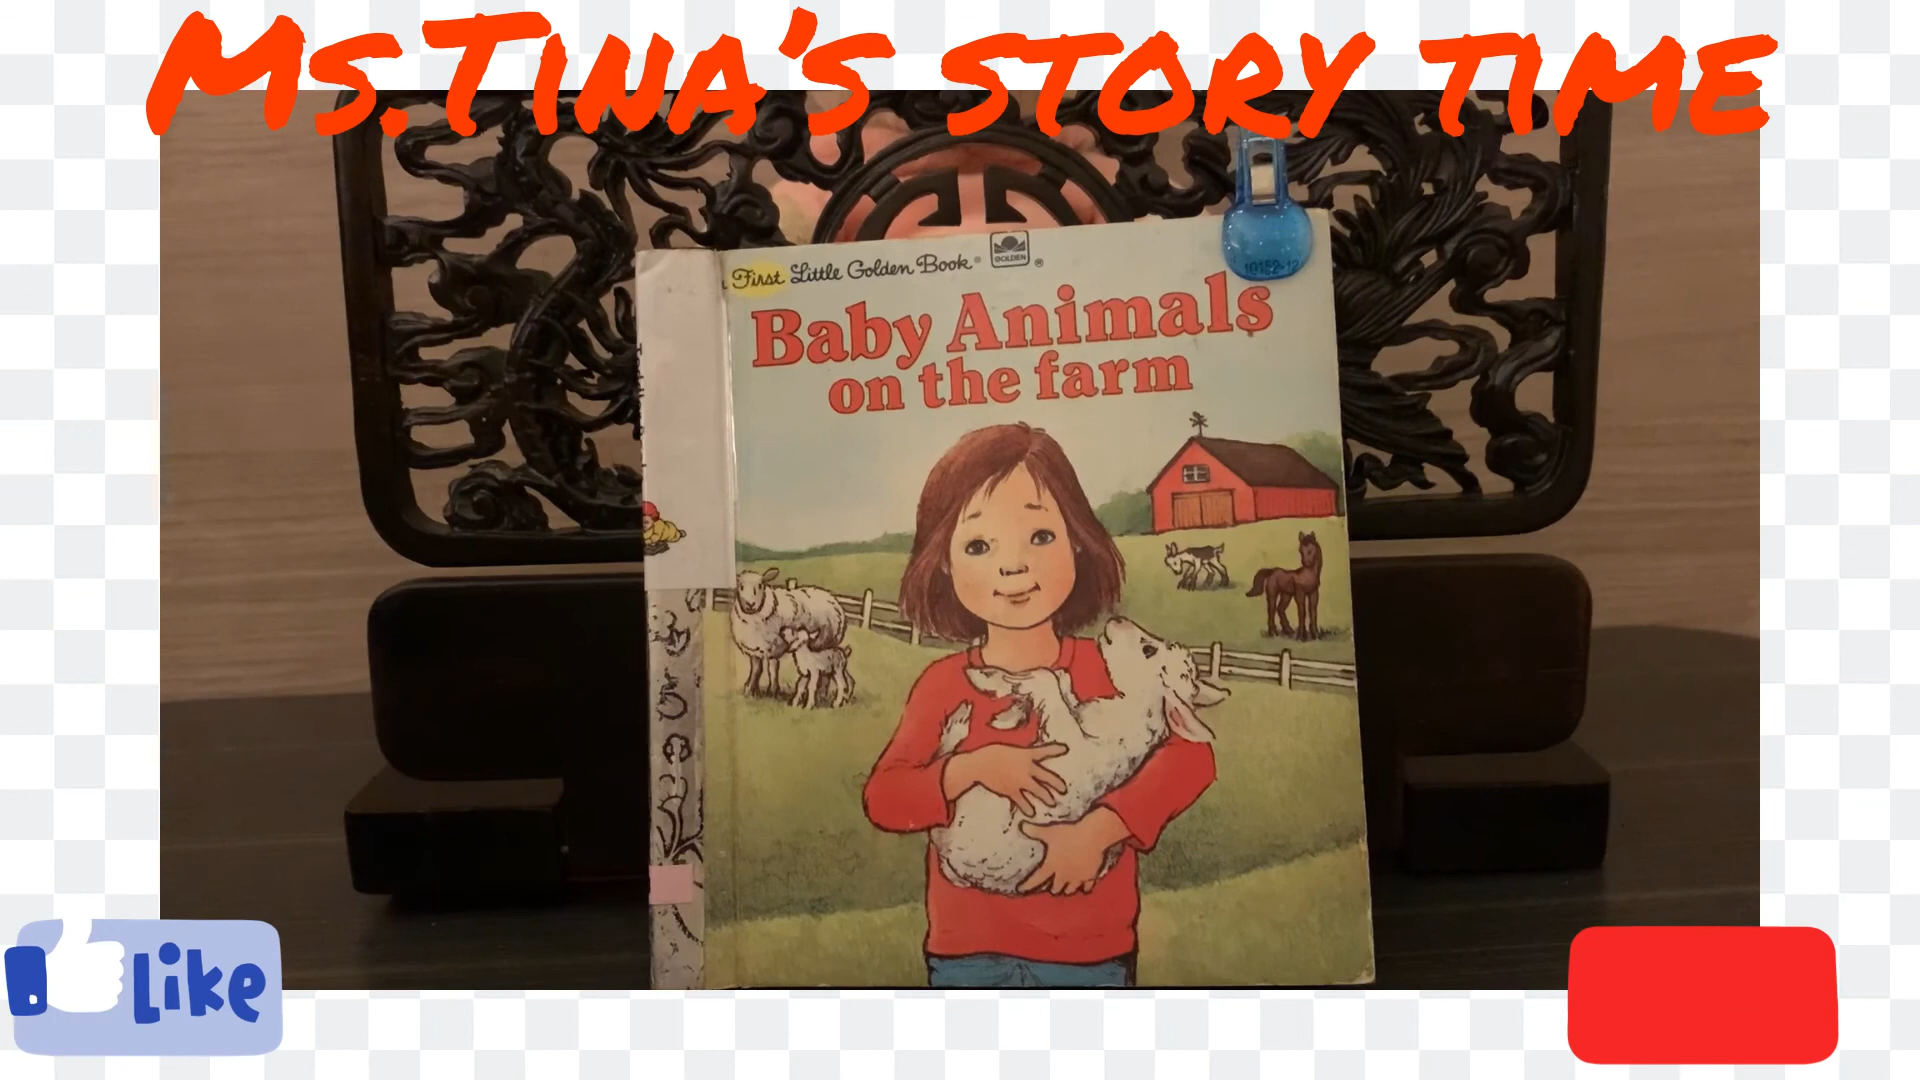 Ms.Tina's story time
First Little Golden Book®
GOLDEN ®
Baby Animals
on the farm
Like